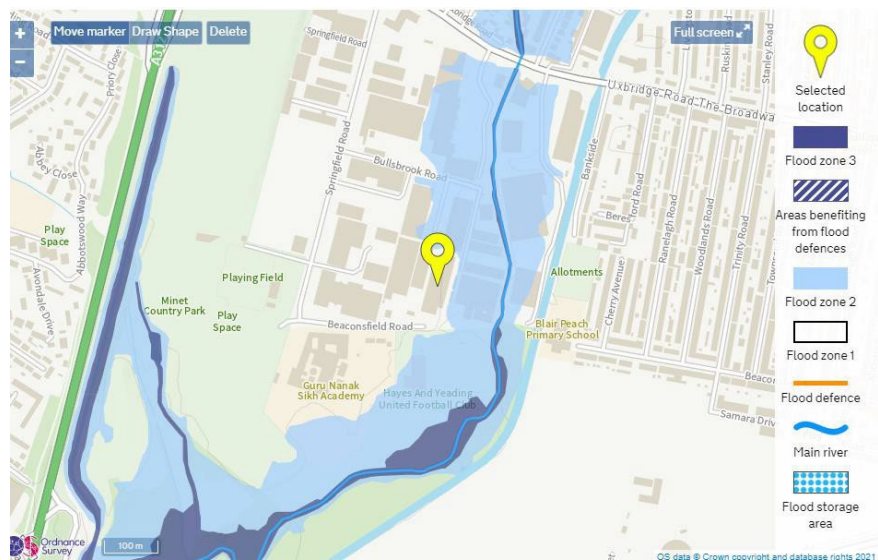 +
−
Move marker
Draw Shape
Delete
Full screen
A312
Priory Close
Springfield Road
Uxbridge Road The Broadwa
Stanley Road
Abbey Close
Abbotswood Way
Springfield Road
Bullsbrook Road
Bankside
Beres
ford Road
Ranelagh Road
Woodlands Road
Trinity Road
Play
Space
Avondale Drive
Playing Field
Minet
Country Park
Play
Space
Allotments
Cherry Avenue
Beaconsfield Road
Blair Peach
Primary School
Guru Nanak
Sikh Academy
Hayes And Yeading
United Football Club
Beacon
Samara Driv
Ordnance
Survey
100 m
Selected
location
Flood zone 3
Areas benefiting
from flood
defences
Flood zone 2
Flood zone 1
Flood defence
Main river
Flood storage
area
OS data © Crown copyright and database rights 2021